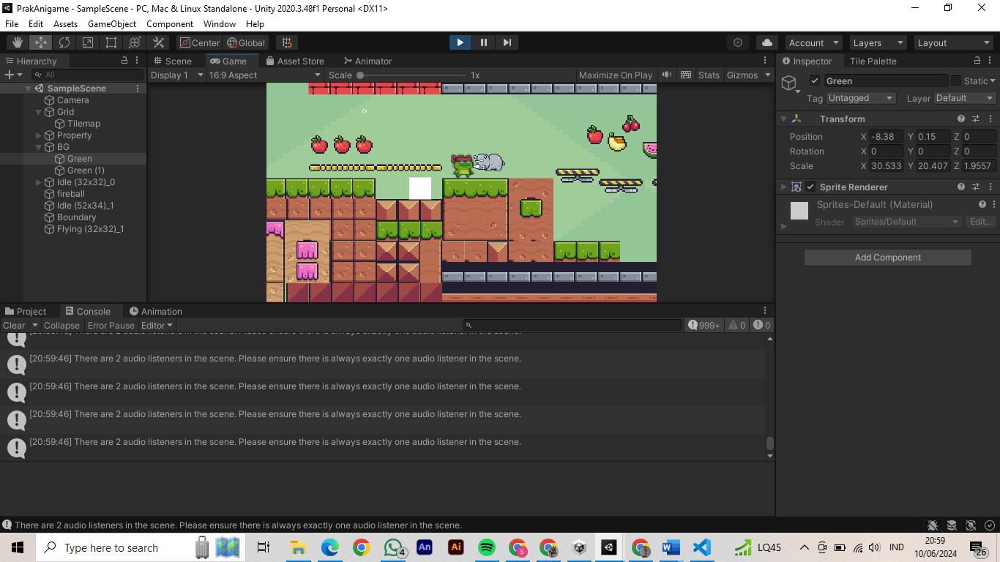 PrakAnigame - SampleScene - PC, Mac & Linux Standalone - Unity 2020.3.48f1 Personal <DX11>
File Edit Assets GameObject Component Window Help
Center Global Account Layers Layout
Hierarchy Scene Game Asset Store Animator Inspector Tile Palette
All Display 1 16:9 Aspect Scale 1x Maximize On Play Stats Gizmos
Green Static
Tag Untagged Layer Default
SampleScene
Camera
Grid
Tilemap
Property
BG
Green
Green (1)
Idle (32x32)_0
fireball
Idle (52x34)_1
Boundary
Flying (32x32)_1
Transform
Position X -8.38 Y 0.15 Z 0
Rotation X 0 Y 0 Z 0
Scale X 30.533 Y 20.407 Z 1.9557
Sprite Renderer
Sprites-Default (Material)
Shader Sprites/Default Edit...
Add Component
Project Console Animation
Clear Collapse Error Pause Editor 999+ 0 0
[20:59:46] There are 2 audio listeners in the scene. Please ensure there is always exactly one audio listener in the scene.
[20:59:46] There are 2 audio listeners in the scene. Please ensure there is always exactly one audio listener in the scene.
[20:59:46] There are 2 audio listeners in the scene. Please ensure there is always exactly one audio listener in the scene.
[20:59:46] There are 2 audio listeners in the scene. Please ensure there is always exactly one audio listener in the scene.
There are 2 audio listeners in the scene. Please ensure there is always exactly one audio listener in the scene.
Type here to search 4 An Ai S LQ45 IND 20:59
10/06/2024 26